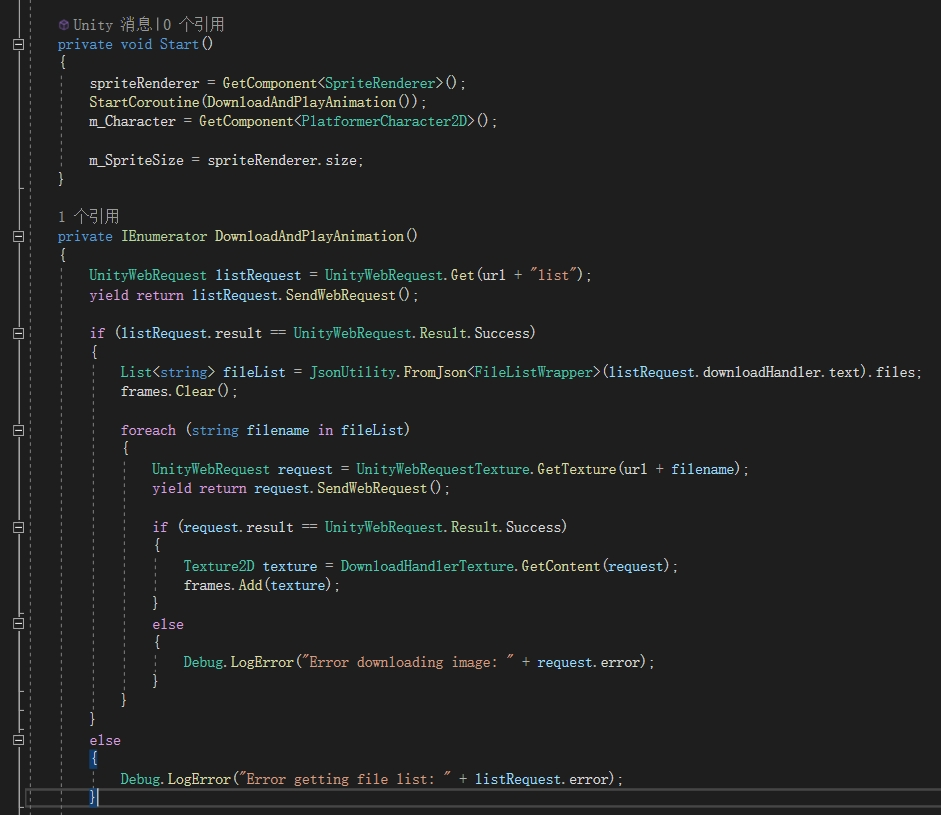 Unity 消息|0 个引用
private void Start()
{
spriteRenderer = GetComponent<SpriteRenderer>();
StartCoroutine(DownloadAndPlayAnimation());
m_Character = GetComponent<PlatformerCharacter2D>();
m_SpriteSize = spriteRenderer.size;
}
1 个引用
private IEnumerator DownloadAndPlayAnimation()
{
UnityWebRequest listRequest = UnityWebRequest.Get(url + "list");
yield return listRequest.SendWebRequest();
if (listRequest.result == UnityWebRequest.Result.Success)
{
List<string> fileList = JsonUtility.FromJson<FileListWrapper>(listRequest.downloadHandler.text).files;
frames.Clear();
foreach (string filename in fileList)
{
UnityWebRequest request = UnityWebRequestTexture.GetTexture(url + filename);
yield return request.SendWebRequest();
if (request.result == UnityWebRequest.Result.Success)
{
Texture2D texture = DownloadHandlerTexture.GetContent(request);
frames.Add(texture);
}
else
{
Debug.LogError("Error downloading image: " + request.error);
}
}
}
else
{
Debug.LogError("Error getting file list: " + listRequest.error);
}